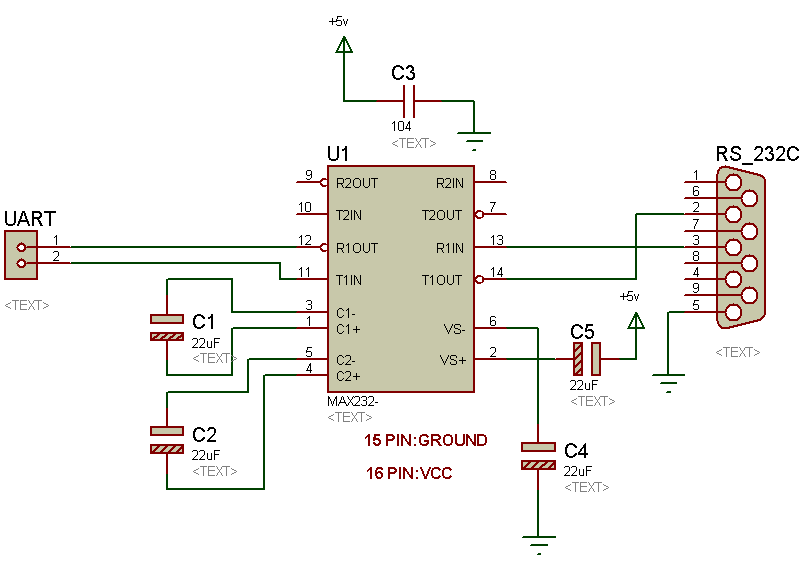 +5v
C3
104
<TEXT>
U1
RS_232C
9 R2OUT R2IN 8
10 T2IN T2OUT 7
12 R1OUT R1IN 13
11 T1IN T1OUT 14
3 C1-
1 C1+
VS- 6
5 C2-
VS+ 2
4 C2+
MAX232-
<TEXT>
UART
1
2
<TEXT>
C1
22uF
<TEXT>
C2
22uF
<TEXT>
1
6
2
7
3
8
4
9
5
<TEXT>
+5v
C5
22uF
<TEXT>
C4
22uF
<TEXT>
15 PIN:GROUND
16 PIN:VCC